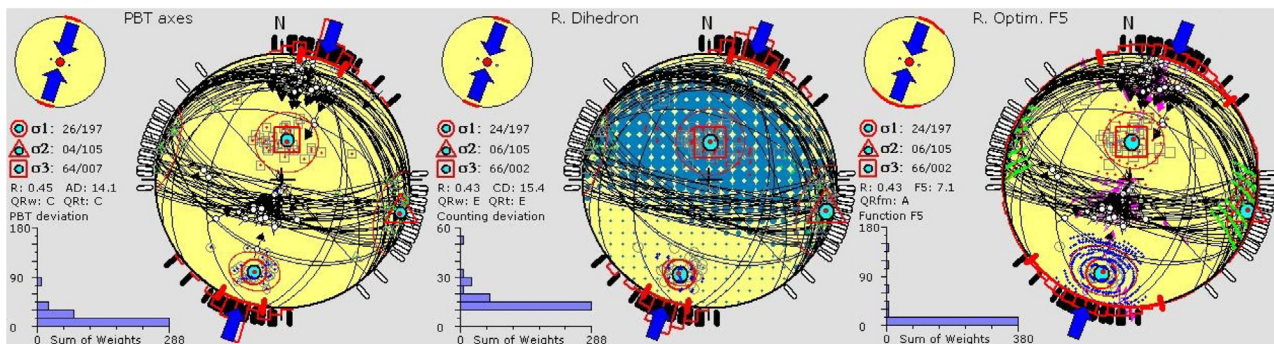 PBT axes
N
σ1: 26/197
σ2: 04/105
σ3: 64/007
R: 0.45 AD: 14.1
QRw: C QRt: C
PBT deviation
180
90
0
0 Sum of Weights 288
R. Dihedron
N
σ1: 24/197
σ2: 06/105
σ3: 66/002
R: 0.43 CD: 15.4
QRw: E QRt: E
Counting deviation
60
30
0
0 Sum of Weights 288
R. Optim. F5
N
σ1: 24/197
σ2: 06/105
σ3: 66/002
R: 0.43 F5: 7.1
QRfm: A
Function F5
180
90
0
0 Sum of Weights 380